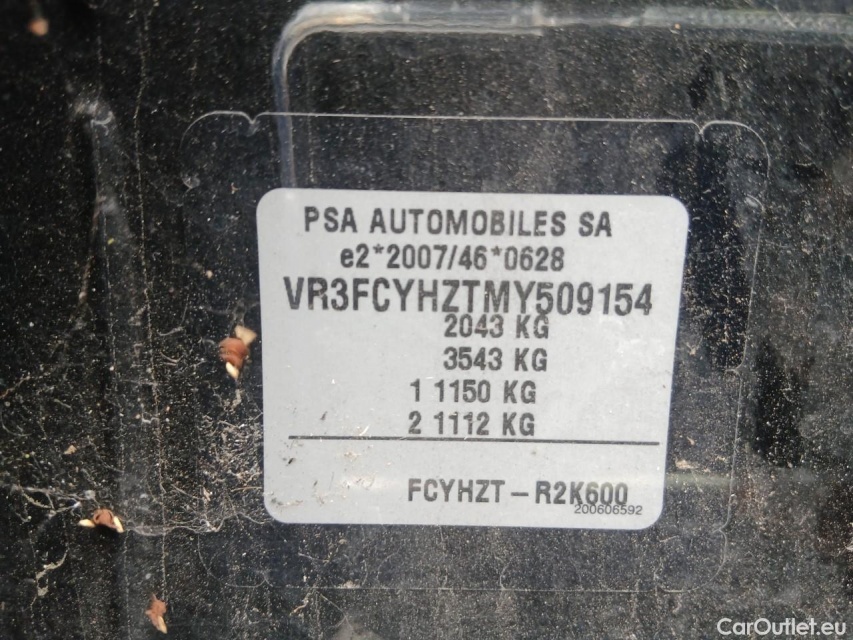 PSA AUTOMOBILES SA
e2*2007/46*0628
VR3FCYHZTMY509154
2043 KG
3543 KG
1 1150 KG
2 1112 KG
FCYHZT - R2K600
200606592
CarOutlet.eu